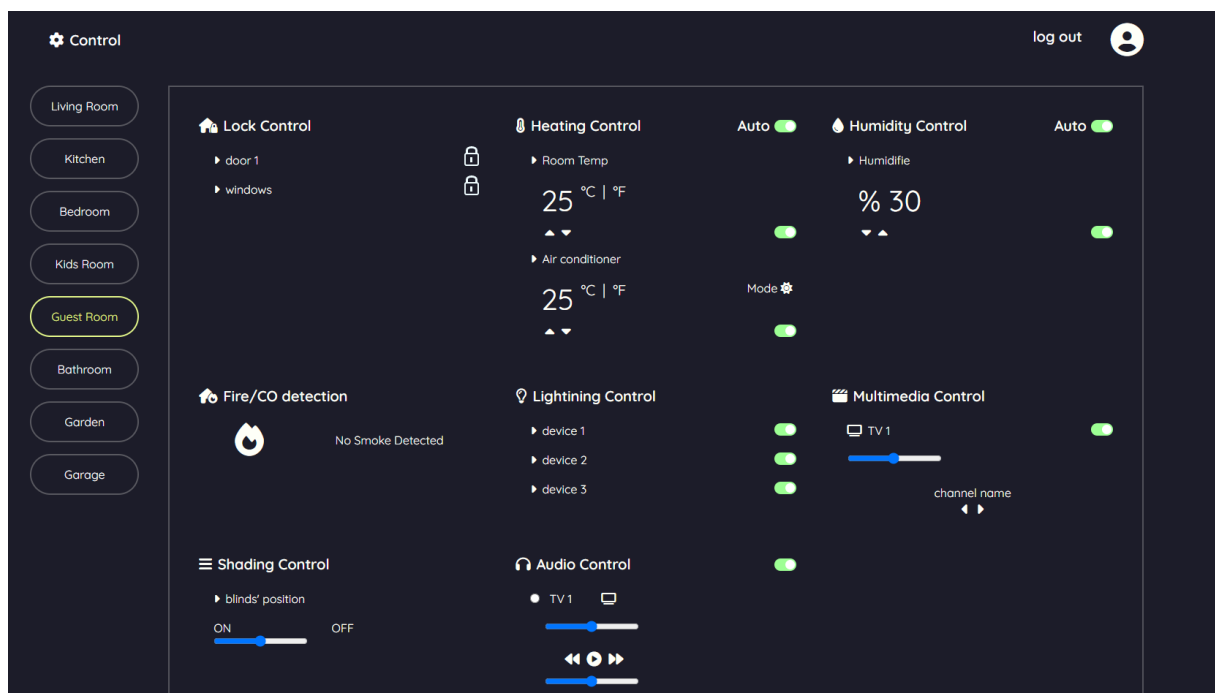 Control
log out
Living Room
Kitchen
Bedroom
Kids Room
Guest Room
Bathroom
Garden
Garage
Lock Control
door 1
windows
Heating Control
Auto
Room Temp
25 °C | °F
Air conditioner
25 °C | °F
Mode
Humidity Control
Auto
Humidifie
% 30
Fire/CO detection
No Smoke Detected
Lightining Control
device 1
device 2
device 3
Multimedia Control
TV 1
channel name
Shading Control
blinds' position
ON
OFF
Audio Control
TV 1